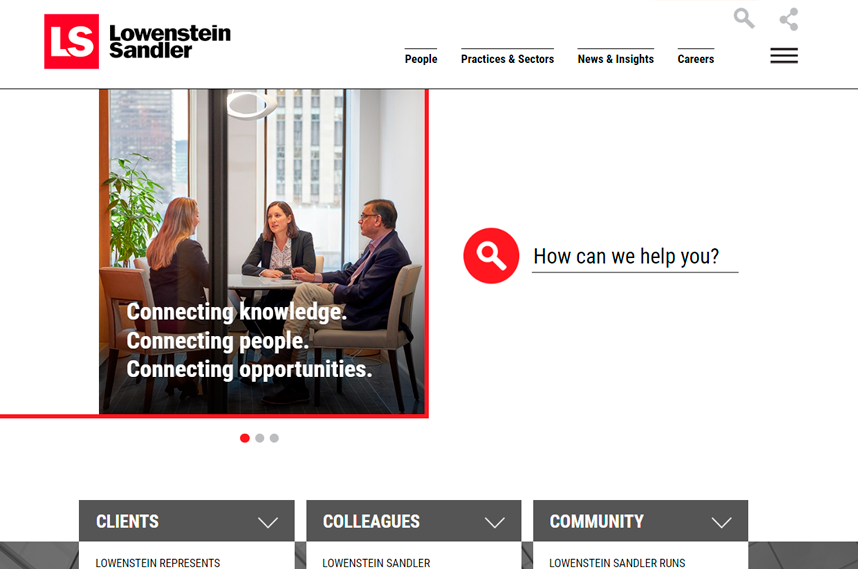 LS Lowenstein
Sandler
People Practices & Sectors News & Insights Careers
How can we help you?
Connecting knowledge.
Connecting people.
Connecting opportunities.
CLIENTS COLLEAGUES COMMUNITY
LOWENSTEIN REPRESENTS LOWENSTEIN SANDLER LOWENSTEIN SANDLER RUNS